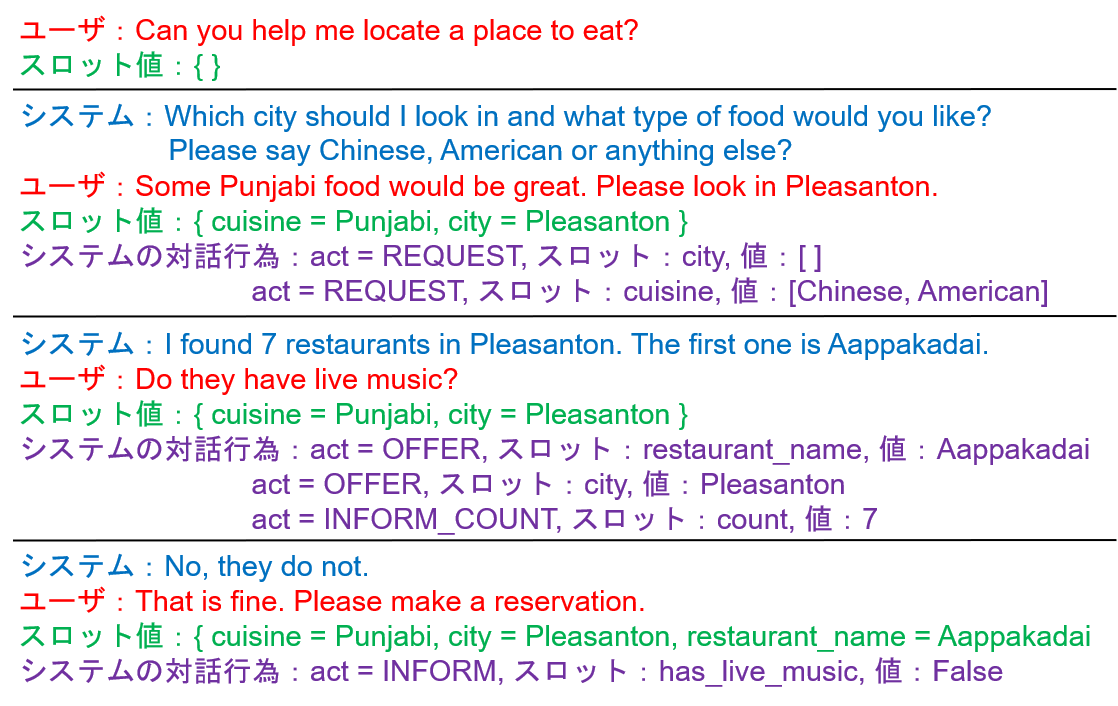 ユーザ：Can you help me locate a place to eat?
スロット値：{ }
システム：Which city should I look in and what type of food would you like?
Please say Chinese, American or anything else?
ユーザ：Some Punjabi food would be great. Please look in Pleasanton.
スロット値：{ cuisine = Punjabi, city = Pleasanton }
システムの対話行為：act = REQUEST, スロット：city, 値：[ ]
act = REQUEST, スロット：cuisine, 値：[Chinese, American]
システム：I found 7 restaurants in Pleasanton. The first one is Aappakadai.
ユーザ：Do they have live music?
スロット値：{ cuisine = Punjabi, city = Pleasanton }
システムの対話行為：act = OFFER, スロット：restaurant_name, 値：Aappakadai
act = OFFER, スロット：city, 値：Pleasanton
act = INFORM_COUNT, スロット：count, 値：7
システム：No, they do not.
ユーザ：That is fine. Please make a reservation.
スロット値：{ cuisine = Punjabi, city = Pleasanton, restaurant_name = Aappakadai
システムの対話行為：act = INFORM, スロット：has_live_music, 値：False